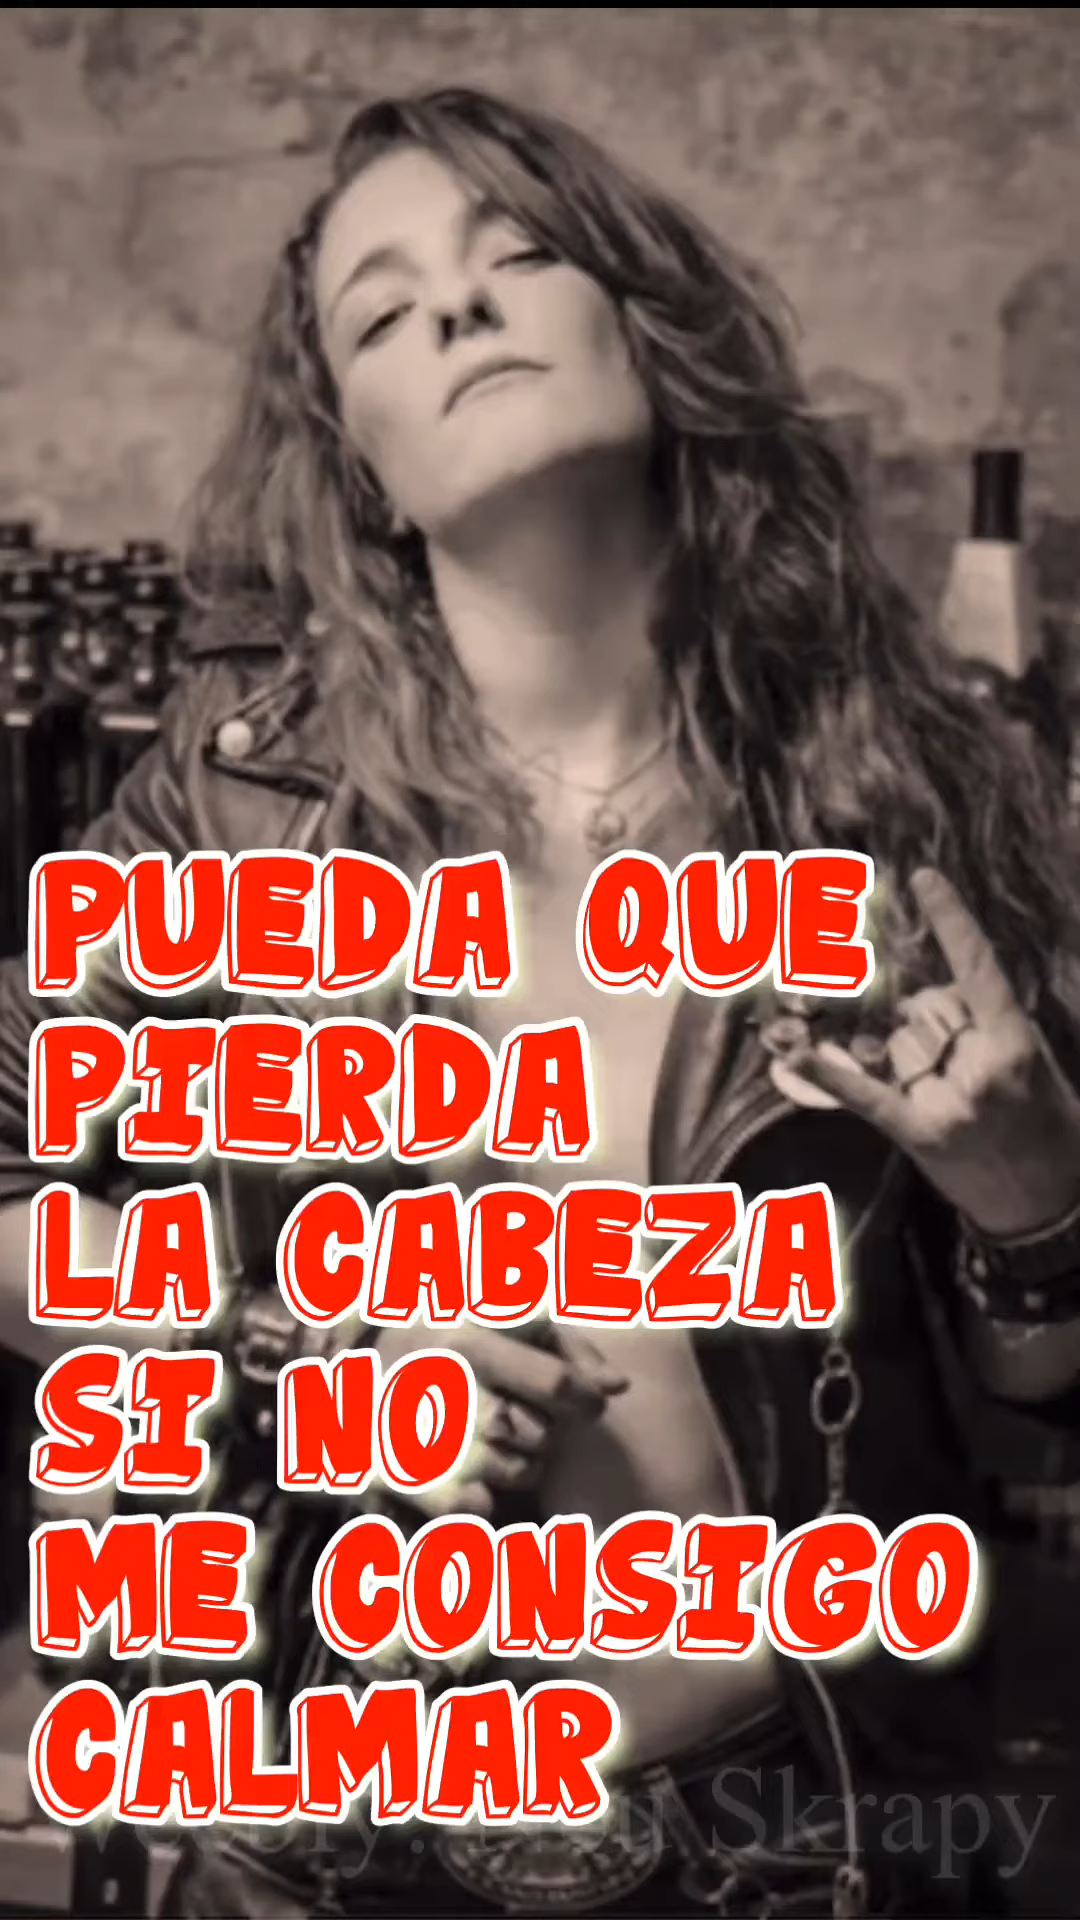 PUEDA QUE
PIERDA
LA CABEZA
SI NO
ME CONSIGO
CALMAR
Skrapy